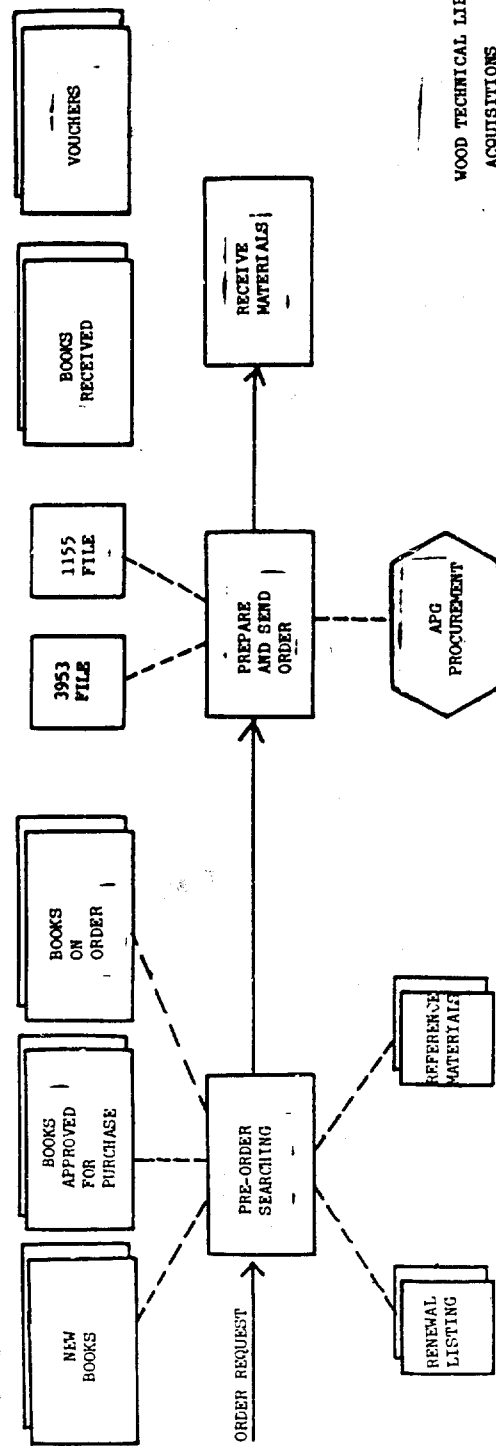 NEW
BOOKS
BOOKS
APPROVED
FOR
PURCHASE
BOOKS
ON
ORDER
3953
FILE
1155
FILE
BOOKS
RECEIVED
VOUCHERS
ORDER REQUEST
PRE-ORDER
SEARCHING
PREPARE
AND SEND
ORDER
RECEIVE
MATERIALS
RENEWAL
LISTING
REFERENCE
MATERIALS
APG
PROCUREMENT
WOOD TECHNICAL
ACQUISITIONS